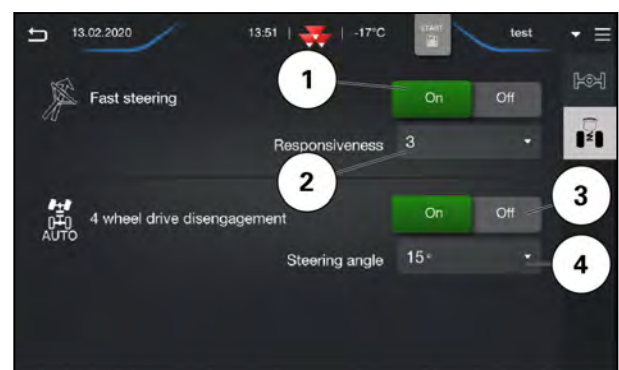 13.02.2020 13:51 | | -17°C START test
1
Fast steering On Off
Responsiveness 3
2
3
4 wheel drive disengagement On Off
AUTO
Steering angle 15°
4